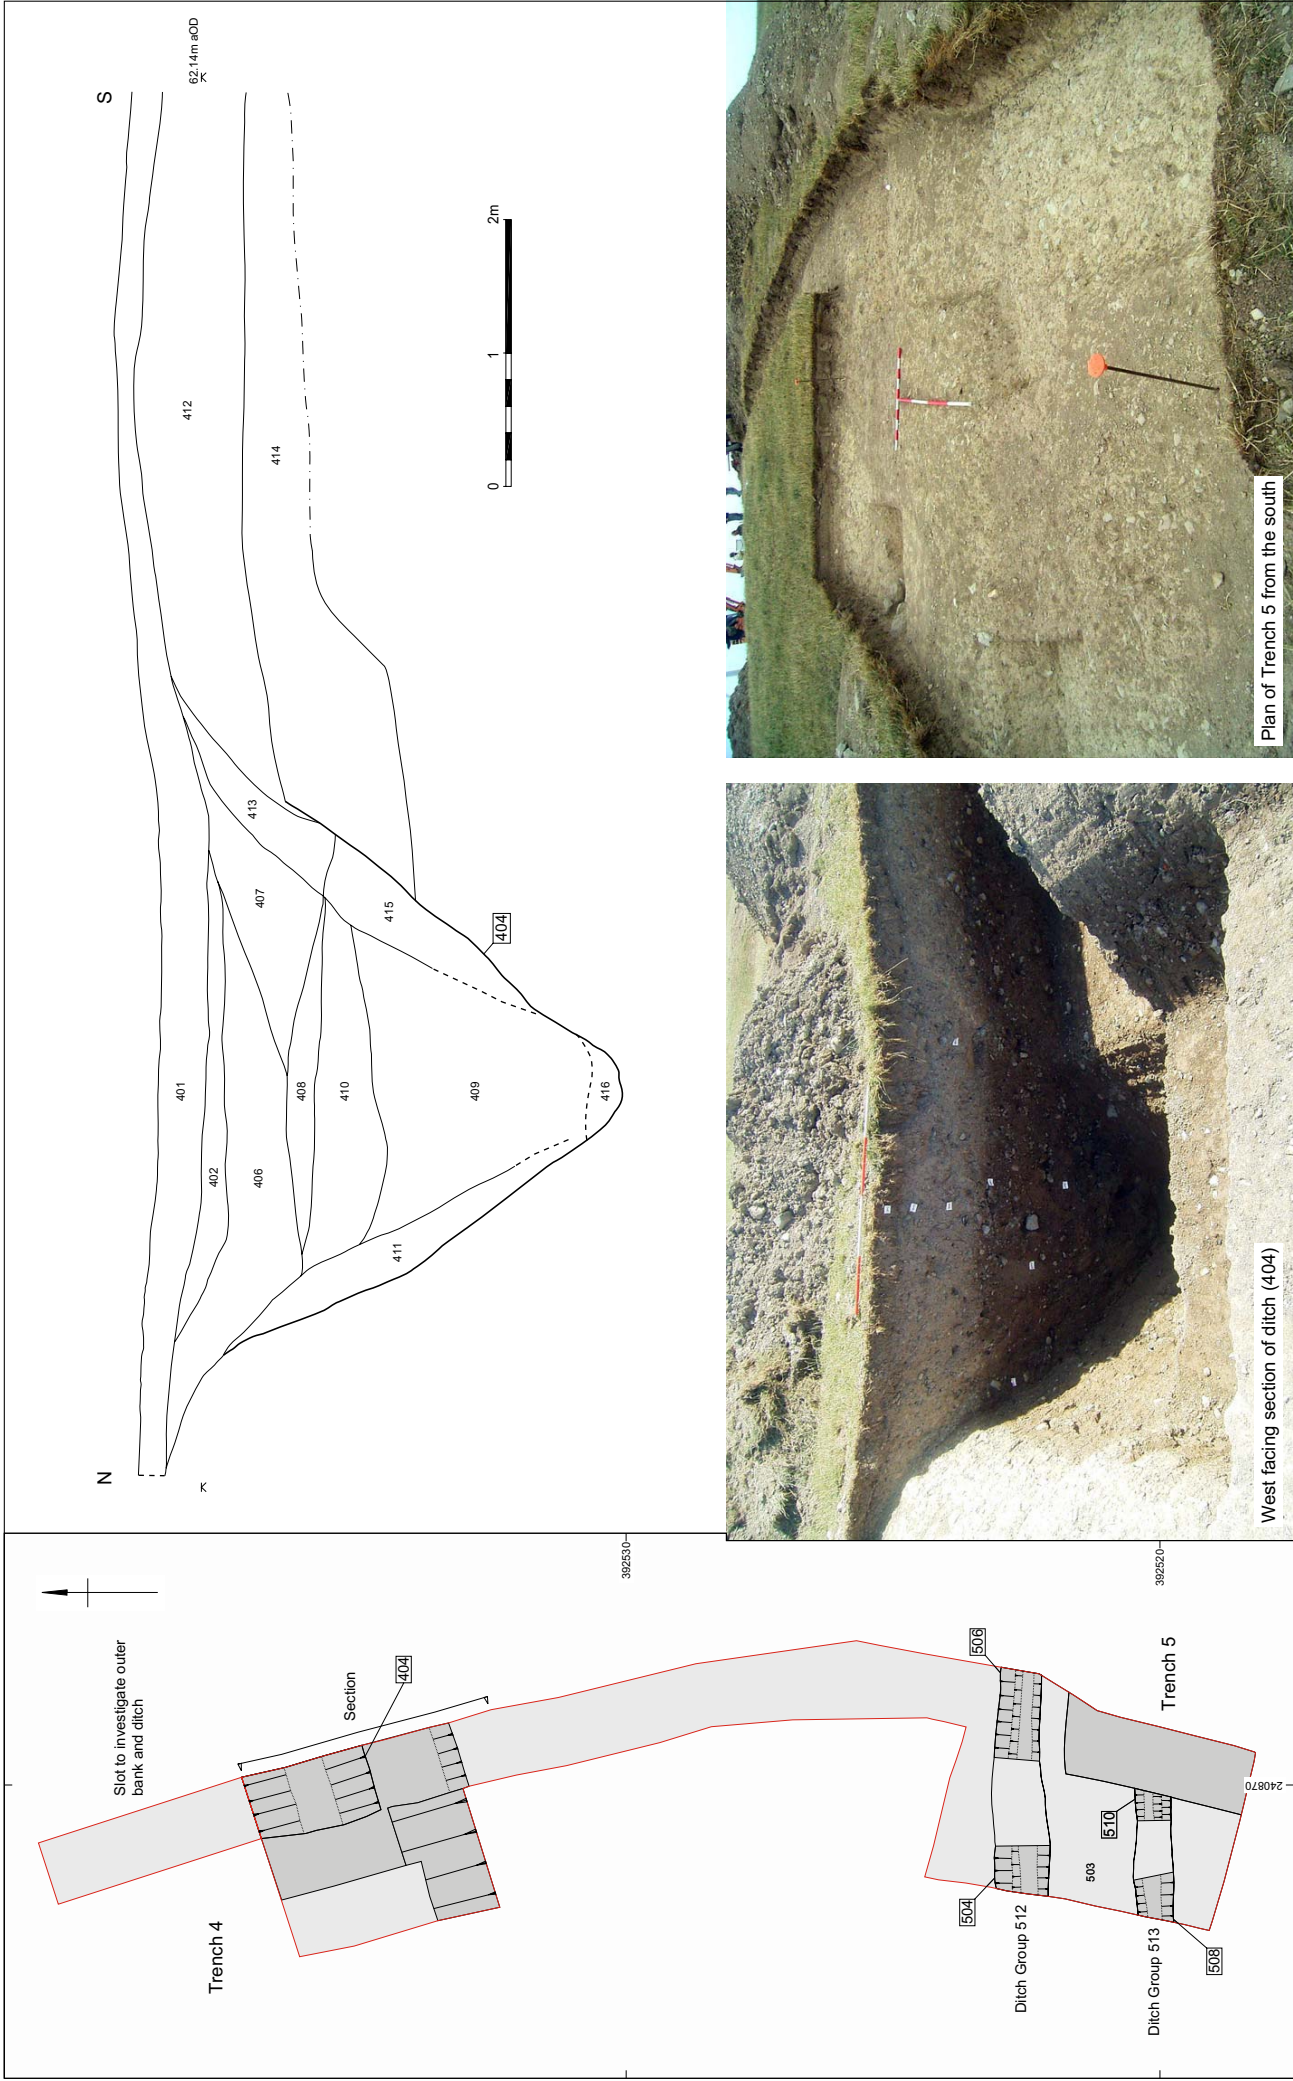 Trench 4
Slot to investigate outer
bank and ditch
Section
404
392530
392520
240870
Trench 5
506
504
510
508
503
Ditch Group 512
Ditch Group 513
N
S
62.14m aOD
401
402
406
407
408
410
409
411
412
413
414
415
416
404
0
1
2m
West facing section of ditch (404)
Plan of Trench 5 from the south